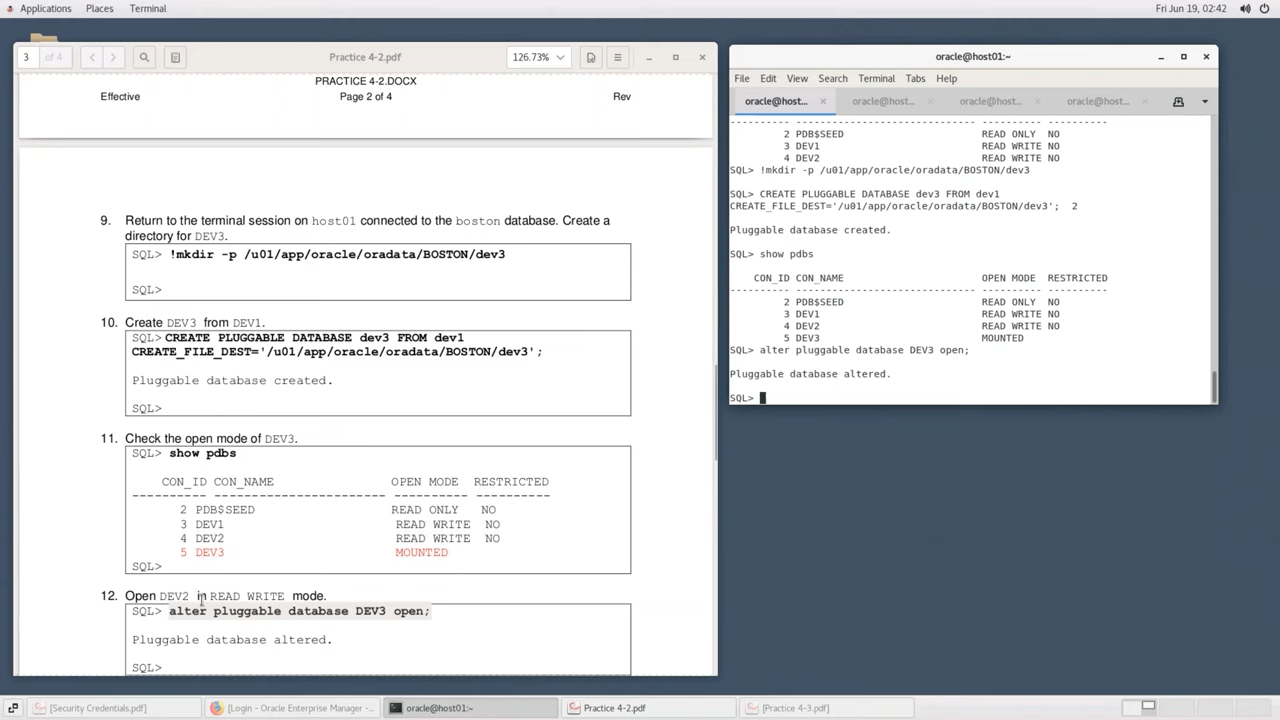 Applications Places Terminal Fri Jun 19, 02:42
3 of 4 Practice 4-2.pdf 126.73%
PRACTICE 4-2.DOCX
Effective Page 2 of 4 Rev
9. Return to the terminal session on host01 connected to the boston database. Create a
directory for DEV3.
SQL> !mkdir -p /u01/app/oracle/oradata/BOSTON/dev3
SQL>
10. Create DEV3 from DEV1.
SQL> CREATE PLUGGABLE DATABASE dev3 FROM dev1
CREATE_FILE_DEST='/u01/app/oracle/oradata/BOSTON/dev3';
Pluggable database created.
SQL>
11. Check the open mode of DEV3.
SQL> show pdbs
CON_ID CON_NAME OPEN MODE RESTRICTED
---------- ------------------------------ ---------- ----------
2 PDB$SEED READ ONLY NO
3 DEV1 READ WRITE NO
4 DEV2 READ WRITE NO
5 DEV3 MOUNTED
SQL>
12. Open DEV2 in READ WRITE mode.
SQL> alter pluggable database DEV3 open;
Pluggable database altered.
SQL>
oracle@host01:~
File Edit View Search Terminal Tabs Help
oracle@host... oracle@host... oracle@host... oracle@host...
---------- ------------------------------ ---------- ----------
2 PDB$SEED READ ONLY NO
3 DEV1 READ WRITE NO
4 DEV2 READ WRITE NO
SQL> !mkdir -p /u01/app/oracle/oradata/BOSTON/dev3
SQL> CREATE PLUGGABLE DATABASE dev3 FROM dev1
CREATE_FILE_DEST='/u01/app/oracle/oradata/BOSTON/dev3'; 2
Pluggable database created.
SQL> show pdbs
CON_ID CON_NAME OPEN MODE RESTRICTED
---------- ------------------------------ ---------- ----------
2 PDB$SEED READ ONLY NO
3 DEV1 READ WRITE NO
4 DEV2 READ WRITE NO
5 DEV3 MOUNTED
SQL> alter pluggable database DEV3 open;
Pluggable database altered.
SQL>
[Security Credentials.pdf] [Login - Oracle Enterprise Manager -... oracle@host01:~ Practice 4-2.pdf [Practice 4-3.pdf]